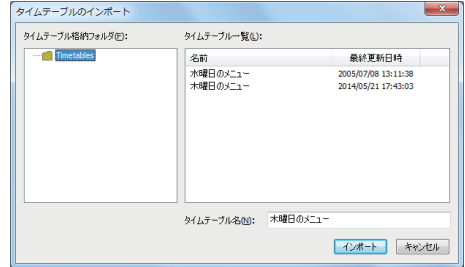 タイムテーブルのインポート
タイムテーブル格納フォルダ(F):
タイムテーブル一覧(L):
Timetables
名前 最終更新日時
水曜日のメニュー 2005/07/08 13:11:38
木曜日のメニュー 2014/05/21 17:43:03
タイムテーブル名(N): 木曜日のメニュー
インポート キャンセル